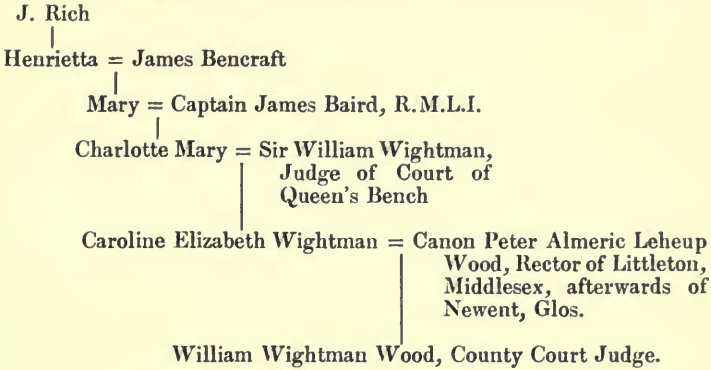 J. Rich
Henrietta = James Bencraft
Mary = Captain James Baird, R.M.L.I.
Charlotte Mary = Sir William Wightman,
Judge of Court of
Queen's Bench
Caroline Elizabeth Wightman = Canon Peter Almeric Leheup
Wood, Rector of Littleton,
Middlesex, afterwards of
Newent, Glos.
William Wightman Wood, County Court Judge.